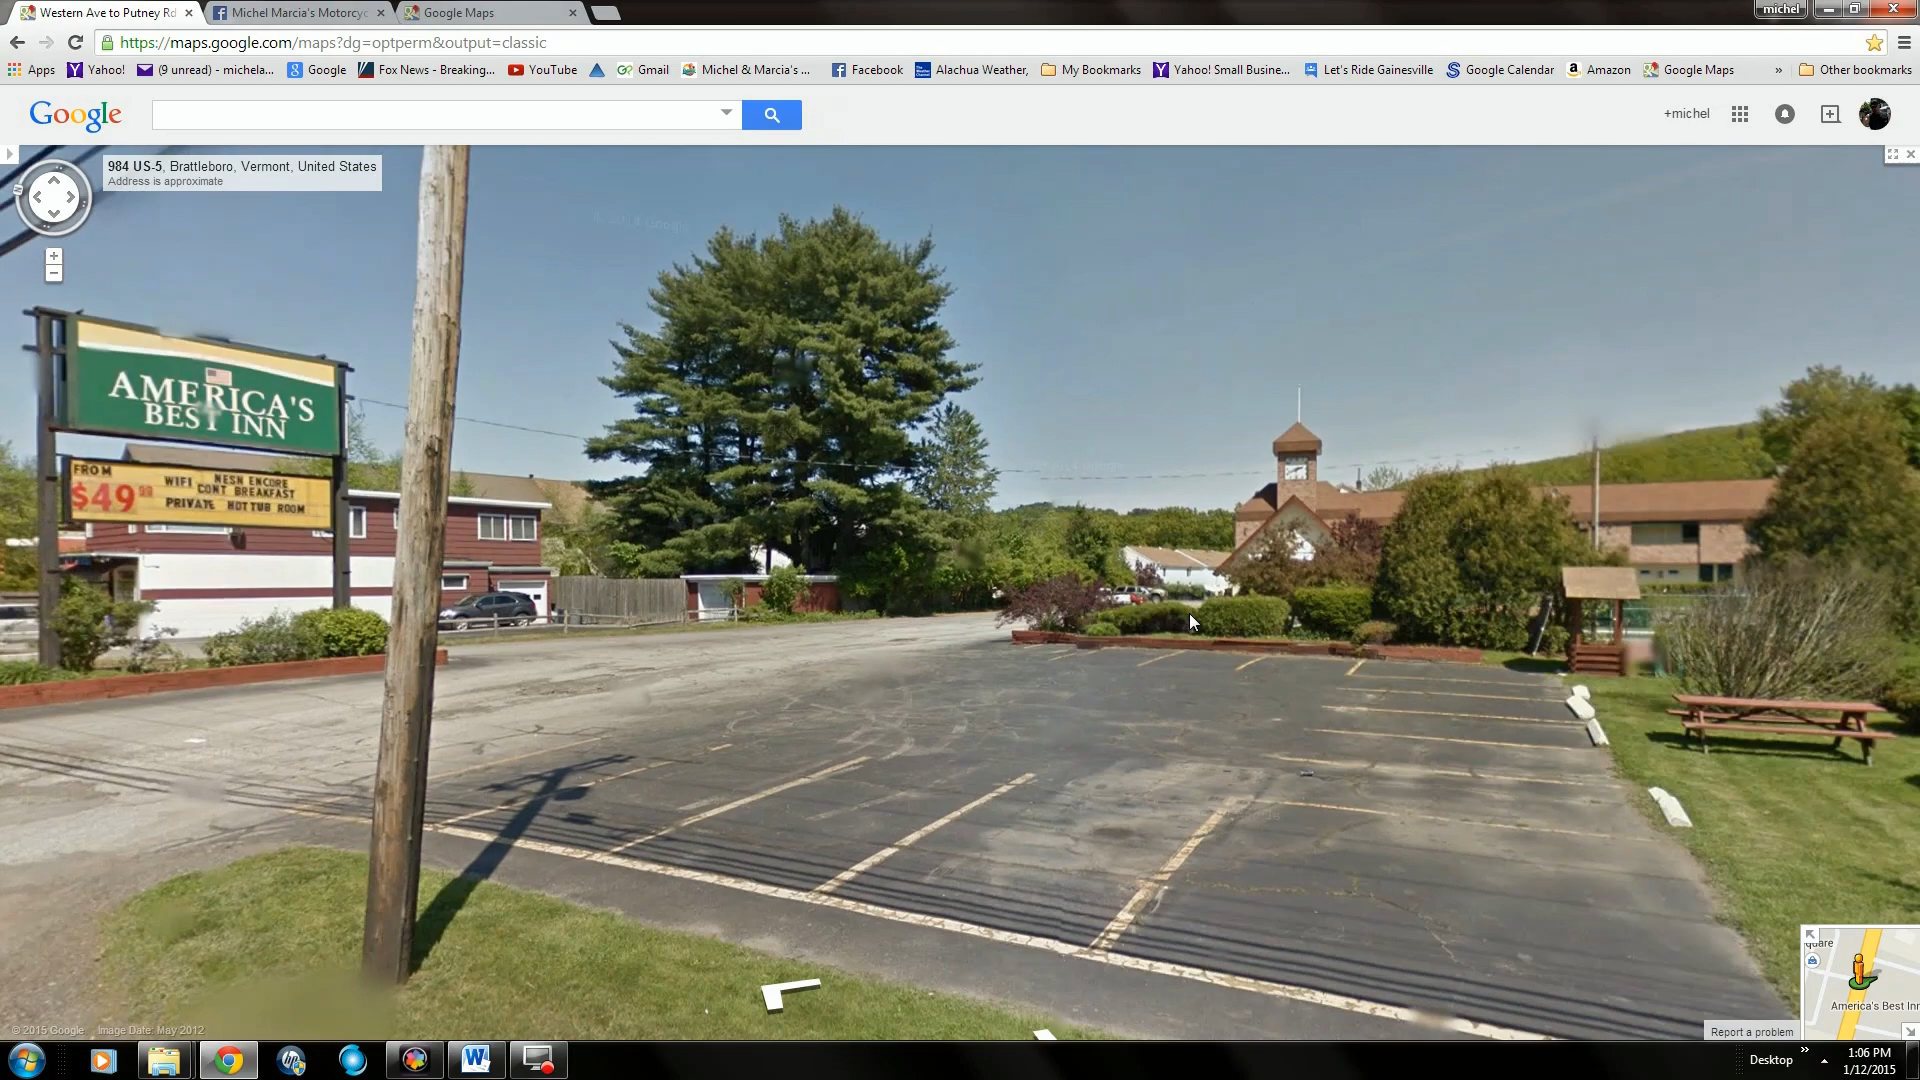 Western Ave to Putney Rd
Michel Marcia's Motorcyc
Google Maps
michel
https://maps.google.com/maps?dg=optperm&output=classic
Apps
Yahoo!
(9 unread) - michela...
Google
Fox News - Breaking...
YouTube
Gmail
Michel & Marcia's ...
Facebook
Alachua Weather,
My Bookmarks
Yahoo! Small Busine...
Let's Ride Gainesville
Google Calendar
Amazon
Google Maps
»
Other bookmarks
Google
+michel
984 US-5, Brattleboro, Vermont, United States
Address is approximate
N
AMERICA'S
BEST INN
FROM
$49
WIFI NESN ENCORE
CONT BREAKFAST
PRIVATE HOT TUB ROOM
quare
America's Best Inn
© 2015 Google Image Date: May 2012
Report a problem
Desktop
»
1:06 PM
1/12/2015